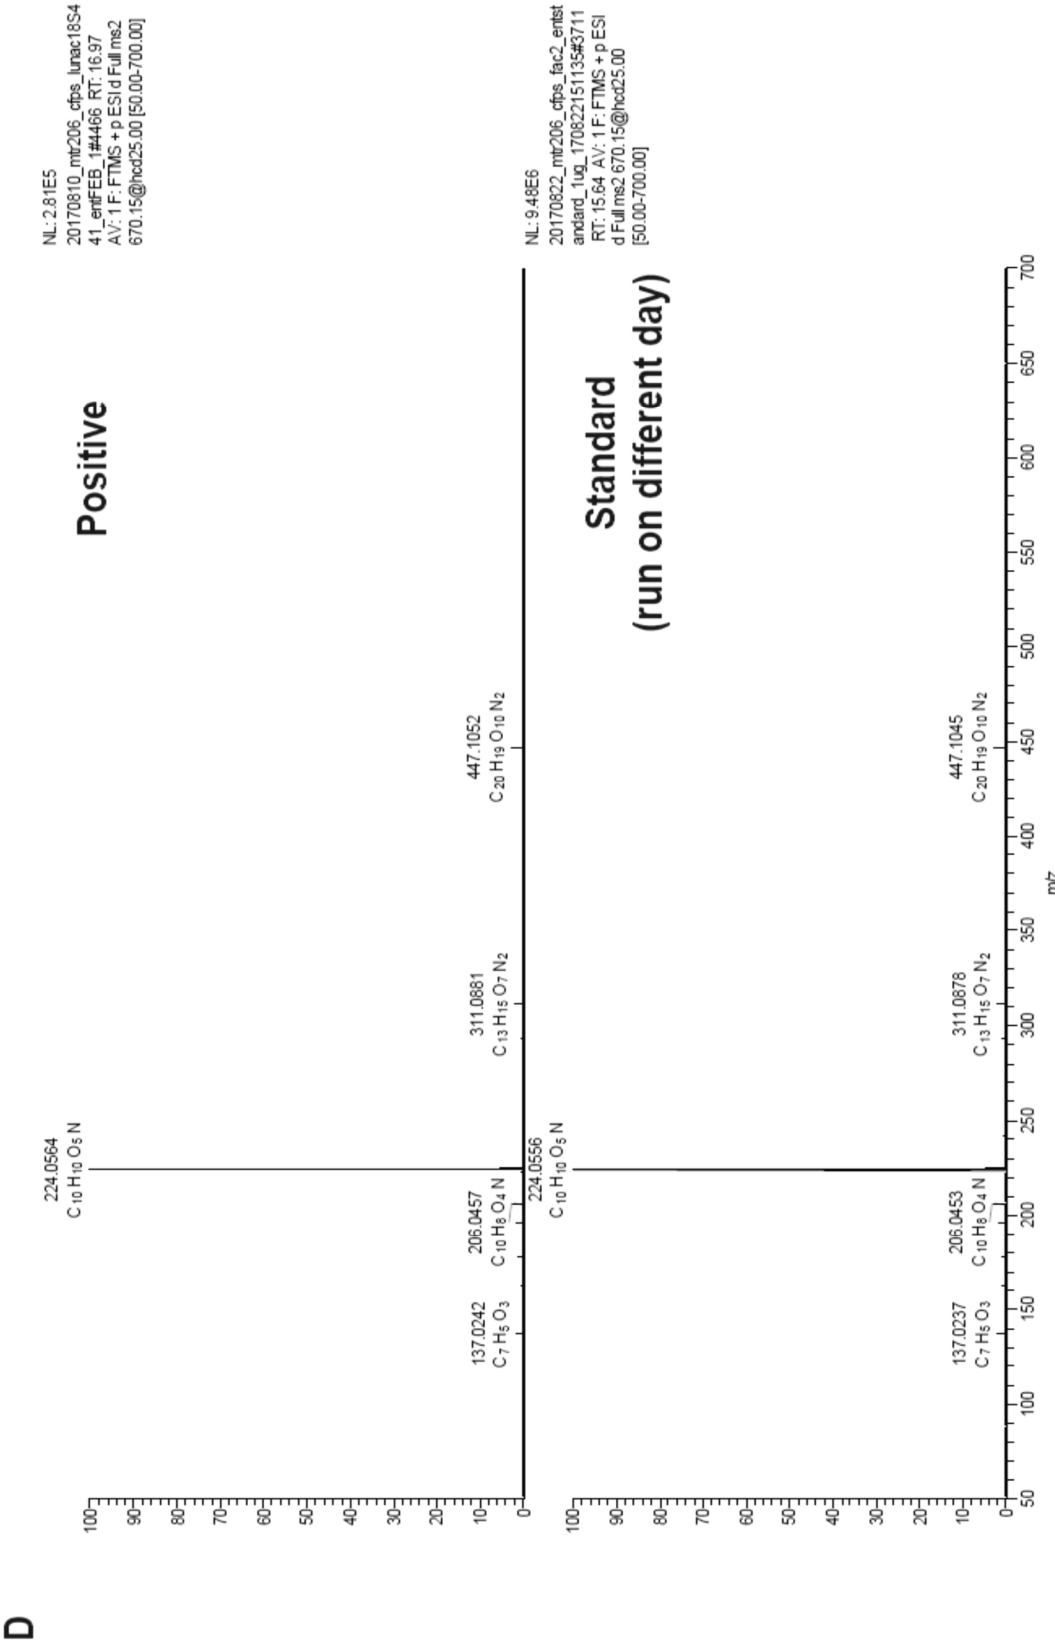 D
Positive
NL: 2.81E5
20170810_mtr206_cfps_lunac18S4
41_entFEB_1#4466 RT: 16.97
AV: 1 F: FTMS + p ESI d Full ms2
670.15@hcd25.00 [50.00-700.00]
100
90
80
70
60
50
40
30
20
10
0
137.0242
C7 H5 O3
206.0457
C10 H8 O4 N
224.0564
C10 H10 O5 N
311.0881
C13 H15 O7 N2
447.1052
C20 H19 O10 N2
Standard
(run on different day)
NL: 9.48E6
20170822_mtr206_cfps_fac2_entst
andard_1ug_170822151135#3711
RT: 15.64 AV: 1 F: FTMS + p ESI
d Full ms2 670.15@hcd25.00
[50.00-700.00]
100
90
80
70
60
50
40
30
20
10
0
137.0237
C7 H5 O3
206.0453
C10 H8 O4 N
224.0556
C10 H10 O5 N
311.0878
C13 H15 O7 N2
447.1045
C20 H19 O10 N2
50 100 150 200 250 300 350 400 450 500 550 600 650 700
m/z